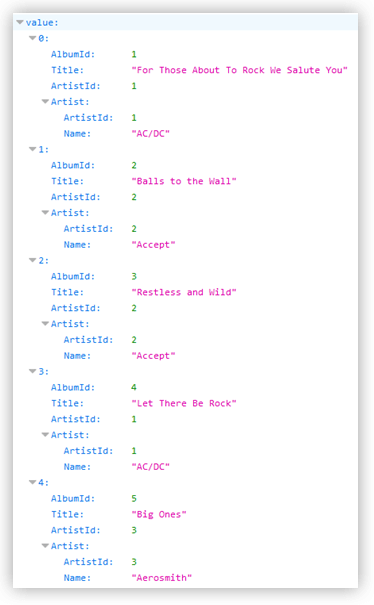 value:
0:
AlbumId: 1
Title: "For Those About To Rock We Salute You"
ArtistId: 1
Artist:
ArtistId: 1
Name: "AC/DC"
1:
AlbumId: 2
Title: "Balls to the Wall"
ArtistId: 2
Artist:
ArtistId: 2
Name: "Accept"
2:
AlbumId: 3
Title: "Restless and Wild"
ArtistId: 2
Artist:
ArtistId: 2
Name: "Accept"
3:
AlbumId: 4
Title: "Let There Be Rock"
ArtistId: 1
Artist:
ArtistId: 1
Name: "AC/DC"
4:
AlbumId: 5
Title: "Big Ones"
ArtistId: 3
Artist:
ArtistId: 3
Name: "Aerosmith"